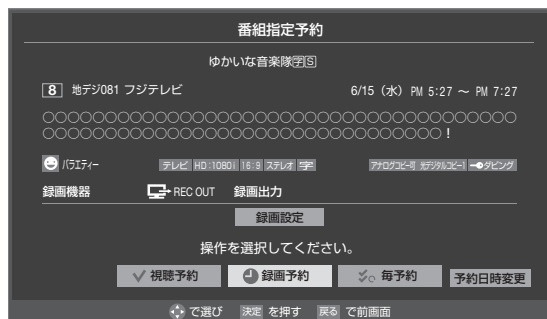 番組指定予約
ゆかいな音楽隊字S
8 地デジ081 フジテレビ 6/15（水）PM 5:27 ～ PM 7:27
○○○○○○○○○○○○○○○○○○○○○○○○○○○○○○○○○○○○○
○○○○○○○○○○○○○○○○○○○○○○○○○○○○○○○！
バラエティー テレビ HD:1080i 16:9 ステレオ 字 アナログコピー可 光デジタルコピー1 ダビング
録画機器 REC OUT 録画出力
録画設定
操作を選択してください。
視聴予約 録画予約 毎予約 予約日時変更
で選び 決定 を押す 戻る で前画面